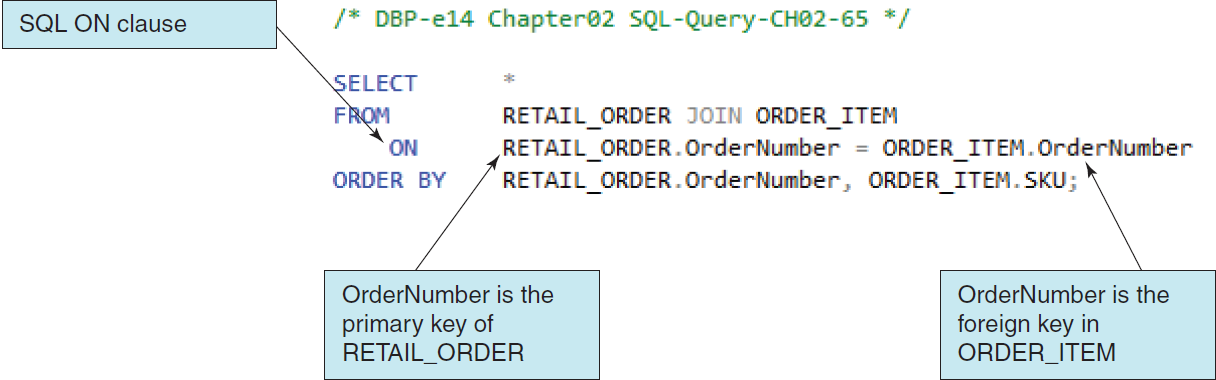 SQL ON clause
/* DBP-e14 Chapter02 SQL-Query-CH02-65 */
SELECT *
FROM RETAIL_ORDER JOIN ORDER_ITEM
ON RETAIL_ORDER.OrderNumber = ORDER_ITEM.OrderNumber
ORDER BY RETAIL_ORDER.OrderNumber, ORDER_ITEM.SKU;
OrderNumber is the
primary key of
RETAIL_ORDER
OrderNumber is the
foreign key in
ORDER_ITEM